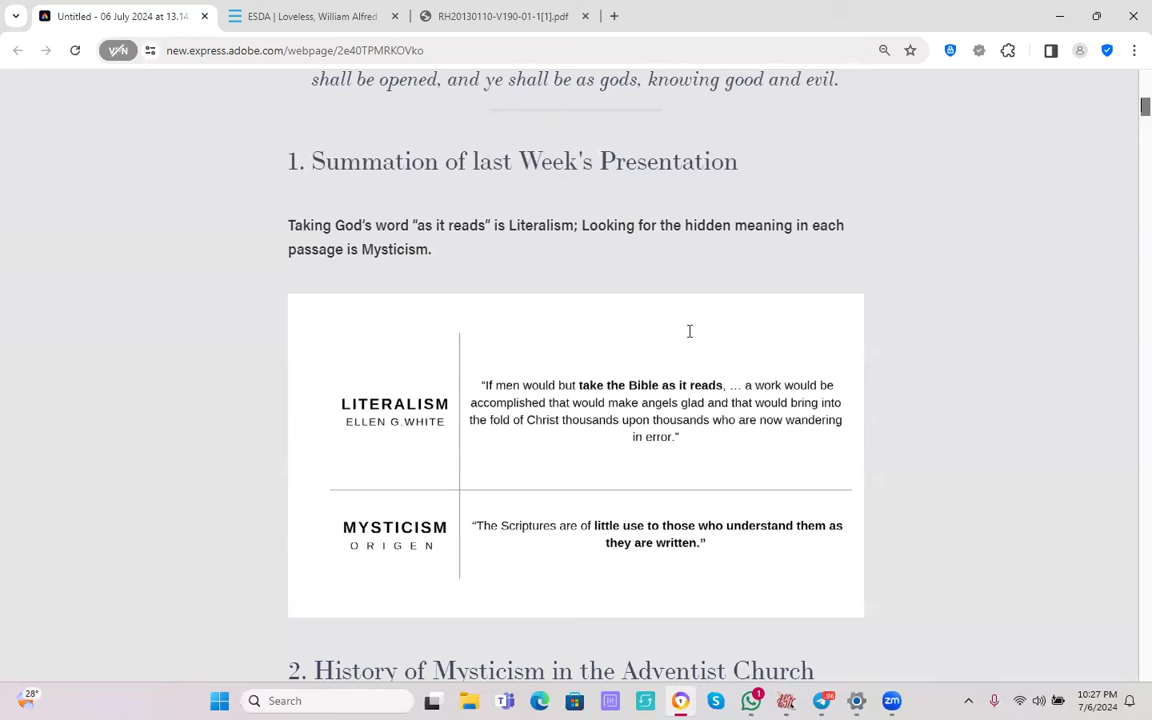 Untitled - 06 July 2024 at 13.14.
ESDA | Loveless, William Alfred
RH20130110-V190-01-1[1].pdf
VPN
new.express.adobe.com/webpage/2e40TPMRKOVko
shall be opened, and ye shall be as gods, knowing good and evil.
1. Summation of last Week's Presentation
Taking God's word “as it reads” is Literalism; Looking for the hidden meaning in each
passage is Mysticism.
LITERALISM
ELLEN G.WHITE
“If men would but take the Bible as it reads, … a work would be
accomplished that would make angels glad and that would bring into
the fold of Christ thousands upon thousands who are now wandering
in error.”
MYSTICISM
ORIGEN
“The Scriptures are of little use to those who understand them as
they are written.”
2. History of Mysticism in the Adventist Church
28°
Search
1
96
zm
10:27 PM
7/6/2024